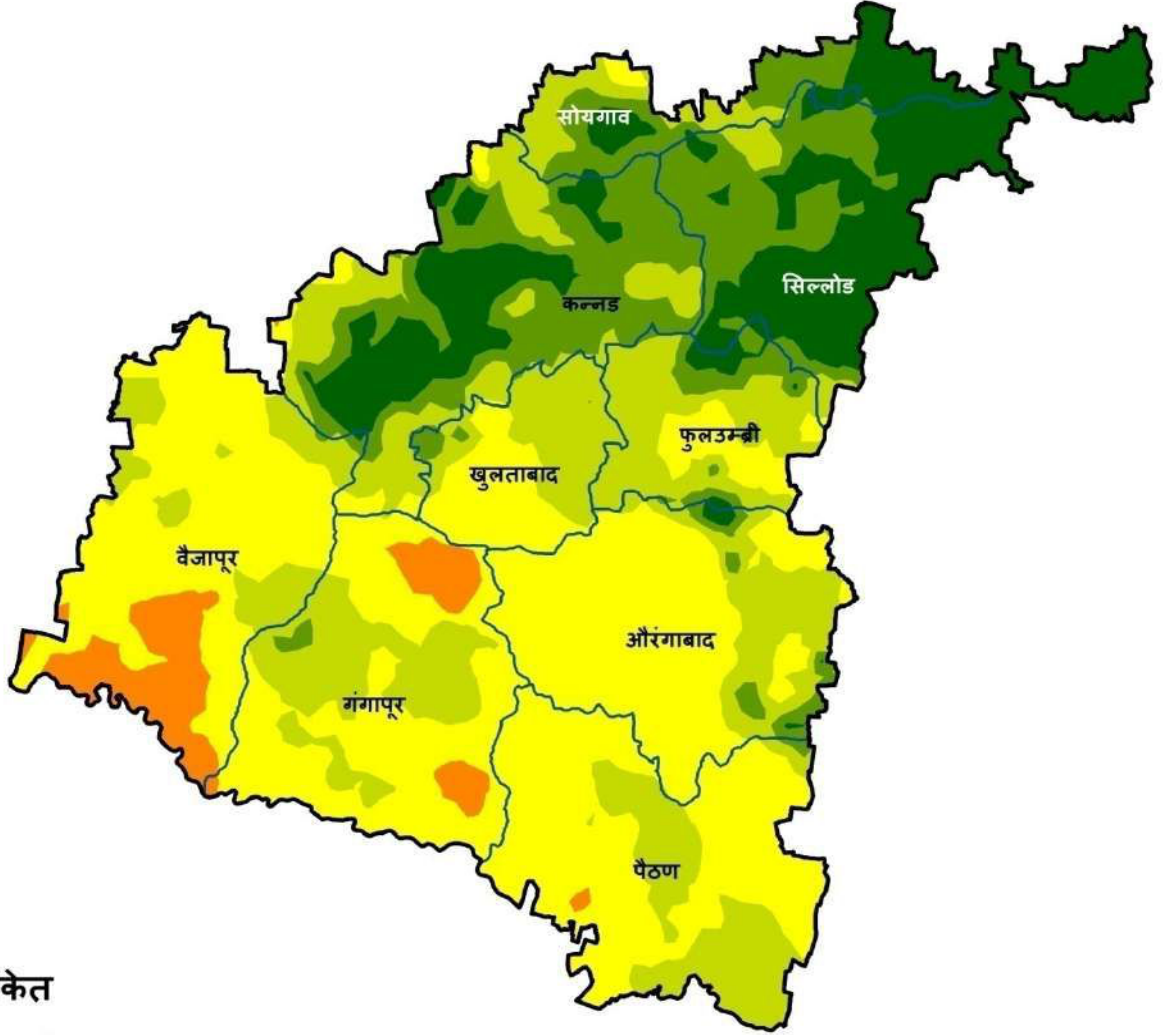 सोयगाव
सिल्लोड
कन्नड
फुलउम्ब्री
खुलताबाद
वैजापूर
औरंगाबाद
गंगापूर
पैठण
केत